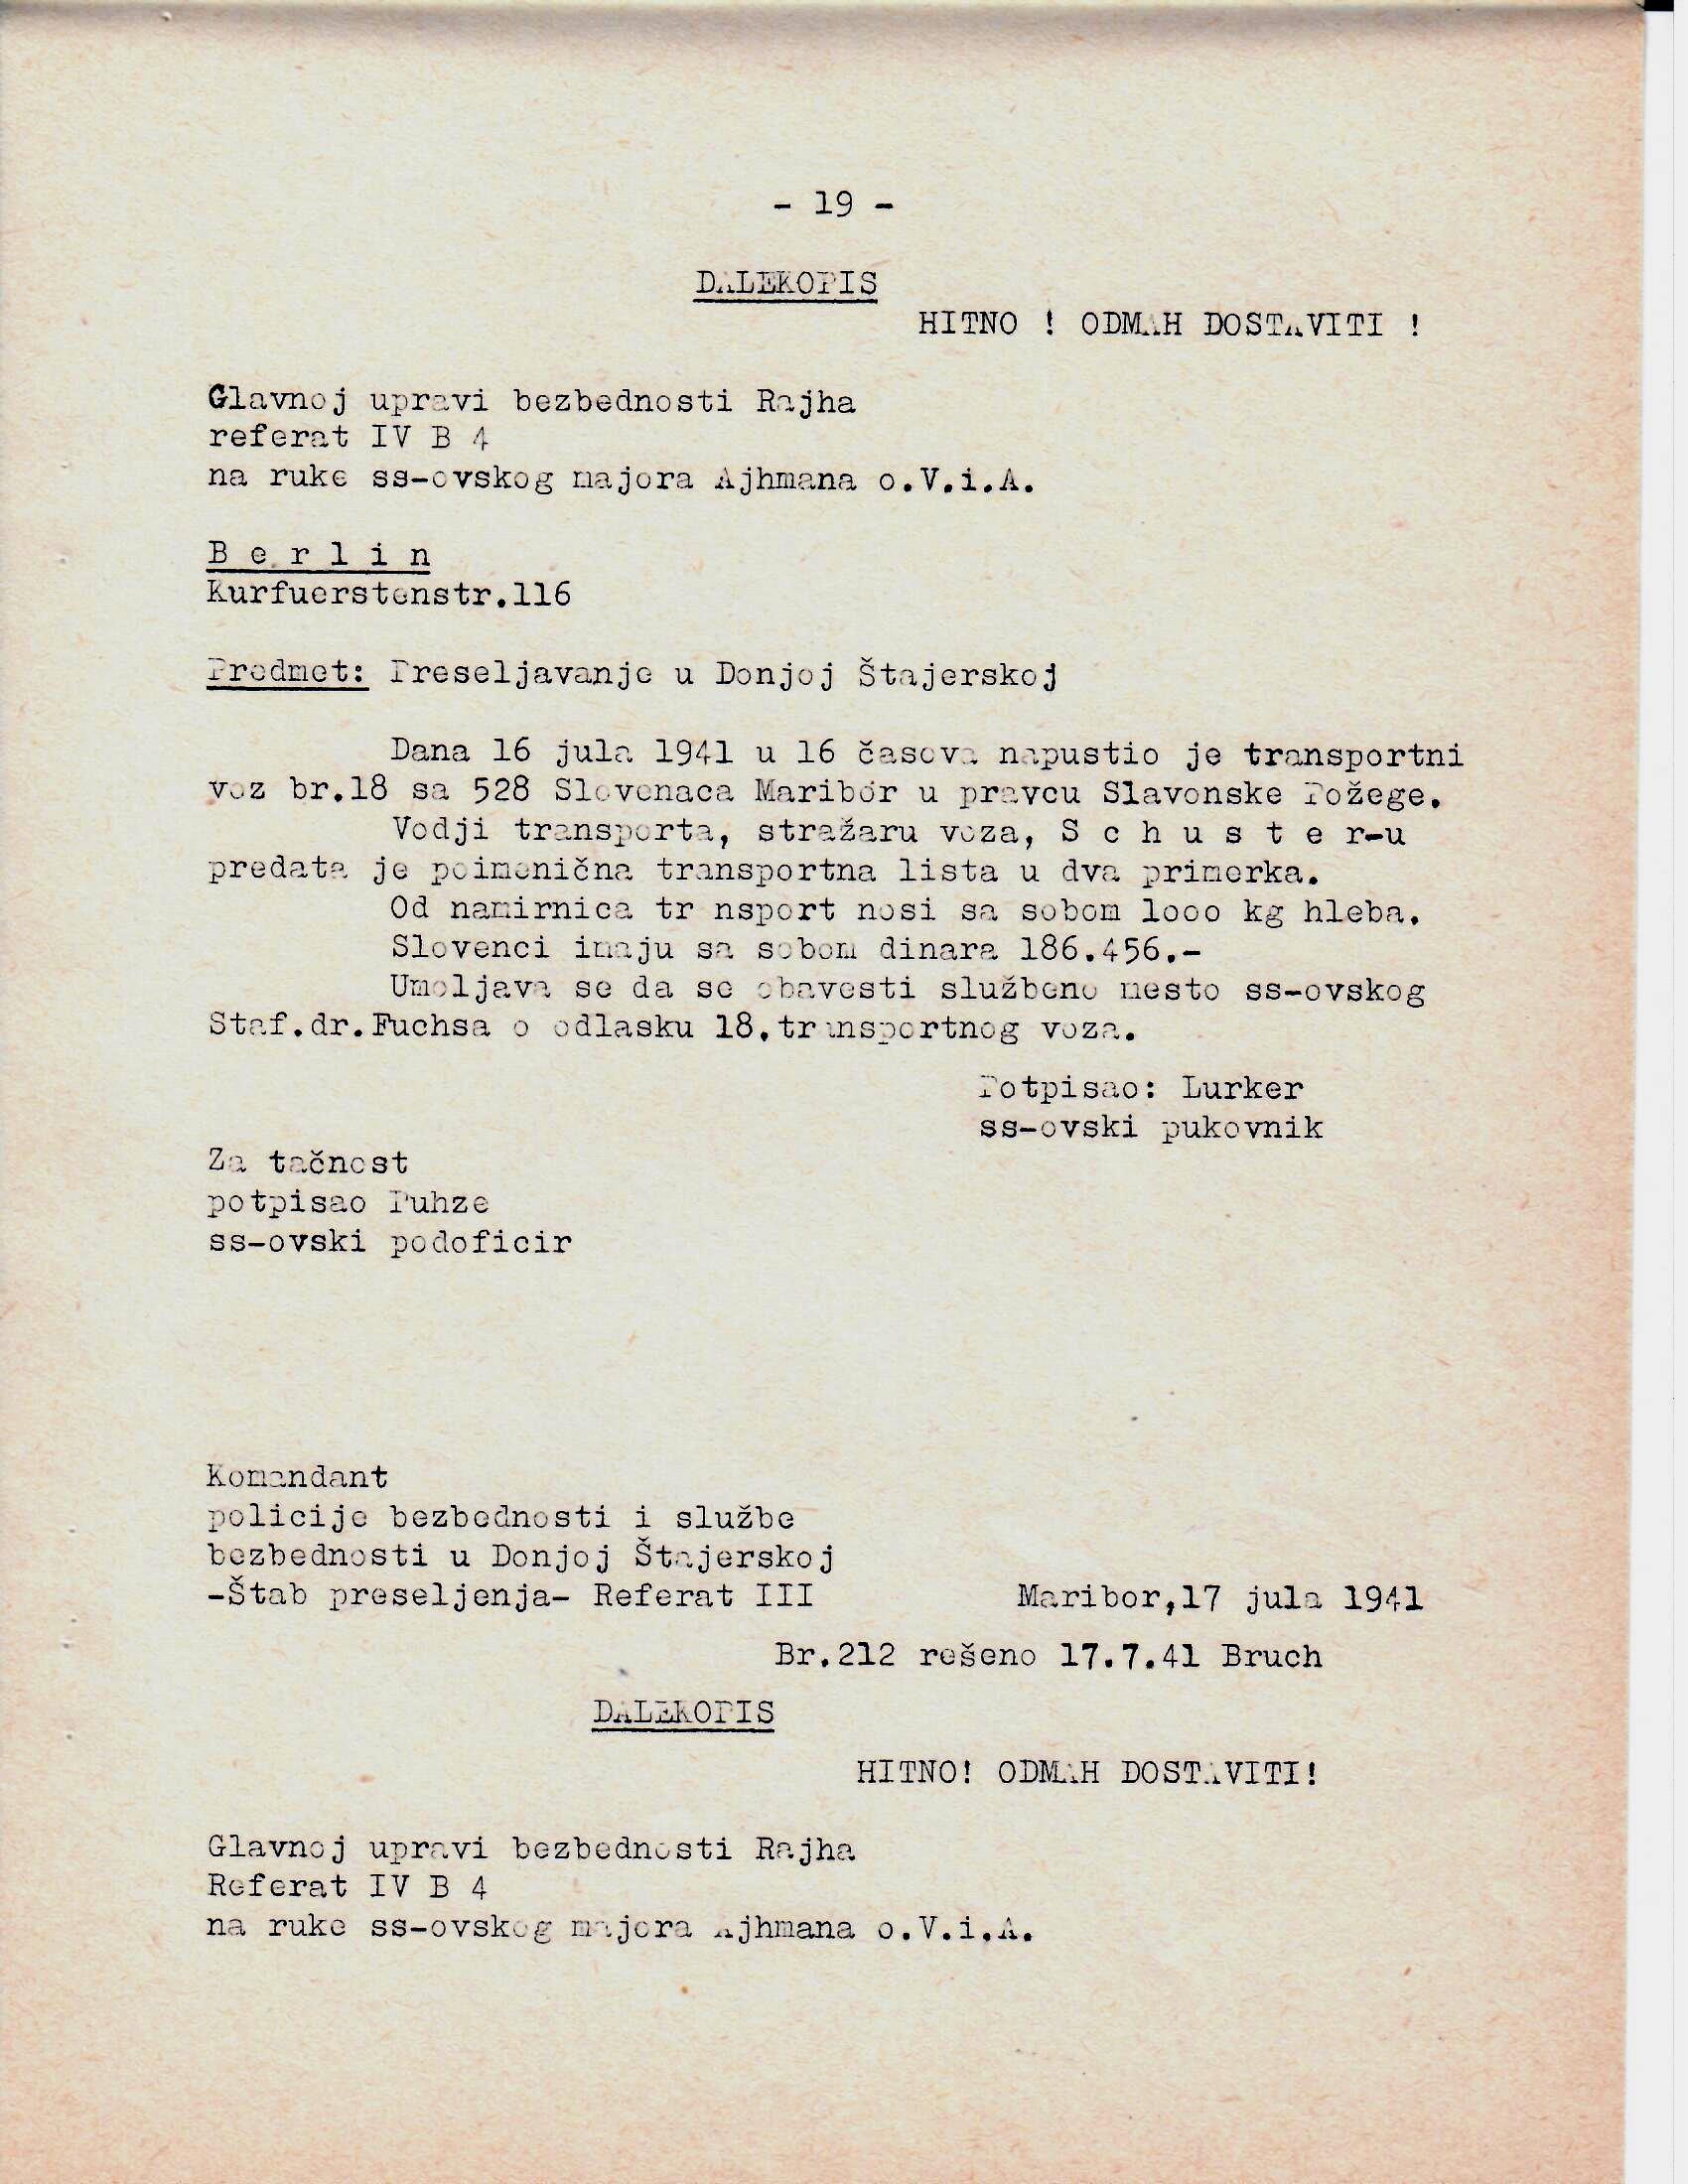 - 19 -
DALEKOPIS
HITNO ! ODMAH DOSTAVITI !
Glavnoj upravi bezbednosti Rajha
referat IV B 4
na ruke ss-ovskog majora Ajhmana o.V.i.A.
B e r l i n
Kurfuerstenstr.116
Predmet: Preseljavanje u Donjoj Štajerskoj
Dana 16 jula 1941 u 16 časova napustio je transportni
voz br.18 sa 528 Slovenaca Maribor u pravcu Slavonske Požege.
Vodji transporta, stražaru voza, S c h u s t e r-u
predata je poimenična transportna lista u dva primerka.
Od namirnica tr nsport nosi sa sobom looo kg hleba.
Slovenci imaju sa sobom dinara 186.456.-
Umoljava se da se obavesti službeno mesto ss-ovskog
Staf.dr.Fuchsa o odlasku 18.transportnog voza.
Potpisao: Lurker
ss-ovski pukovnik
Za tačnost
potpisao Puhze
ss-ovski podoficir
Komandant
policije bezbednosti i službe
bezbednosti u Donjoj Štajerskoj
-Štab preseljenja- Referat III
Maribor,17 jula 1941
Br.212 rešeno 17.7.41 Bruch
DALEKOPIS
HITNO! ODMAH DOSTAVITI!
Glavnoj upravi bezbednosti Rajha
Referat IV B 4
na ruke ss-ovskog majora Ajhmana o.V.i.A.